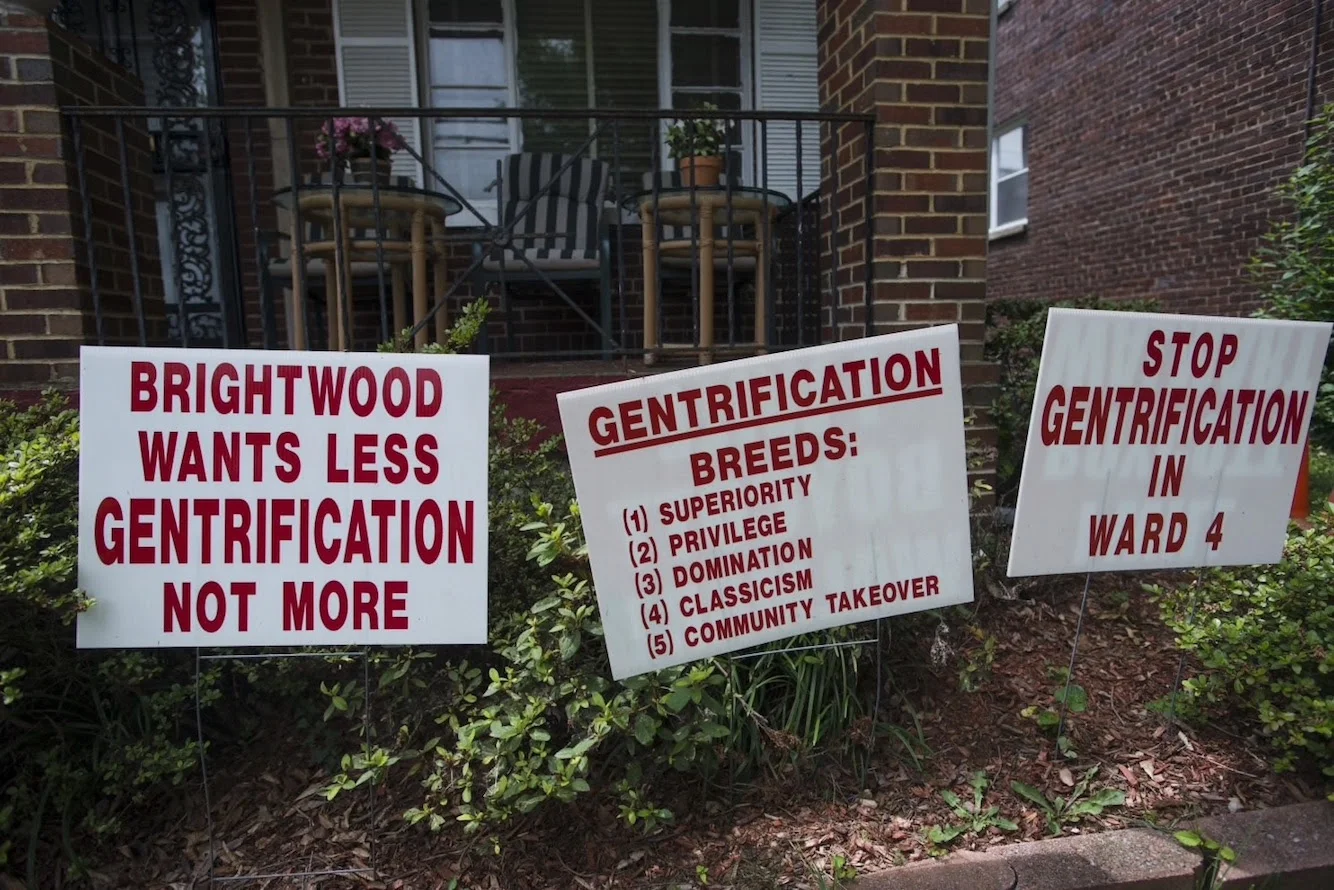 BRIGHTWOOD
WANTS LESS
GENTRIFICATION
NOT MORE
GENTRIFICATION
BREEDS:
(1) SUPERIORITY
(2) PRIVILEGE
(3) DOMINATION
(4) CLASSICISM
(5) COMMUNITY TAKEOVER
STOP
GENTRIFICATION
IN
WARD 4